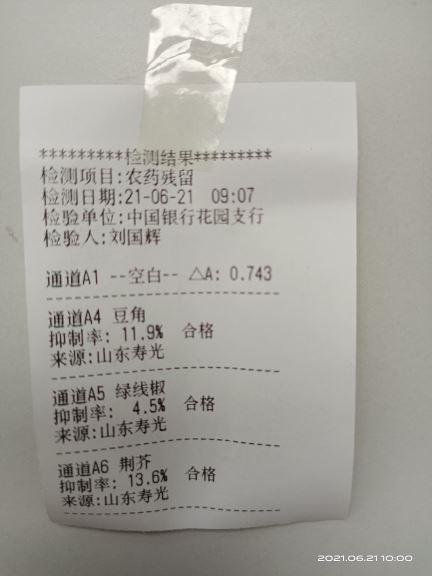 *********检测结果*********
检测项目:农药残留
检测日期:21-06-21 09:07
检验单位:中国银行花园支行
检验人:刘国辉
通道A1 --空白-- △A: 0.743
通道A4 豆角
抑制率: 11.9% 合格
来源:山东寿光
通道A5 绿线椒
抑制率: 4.5% 合格
来源:山东寿光
通道A6 荆芥
抑制率: 13.6% 合格
来源:山东寿光
2021.06.21 10:00